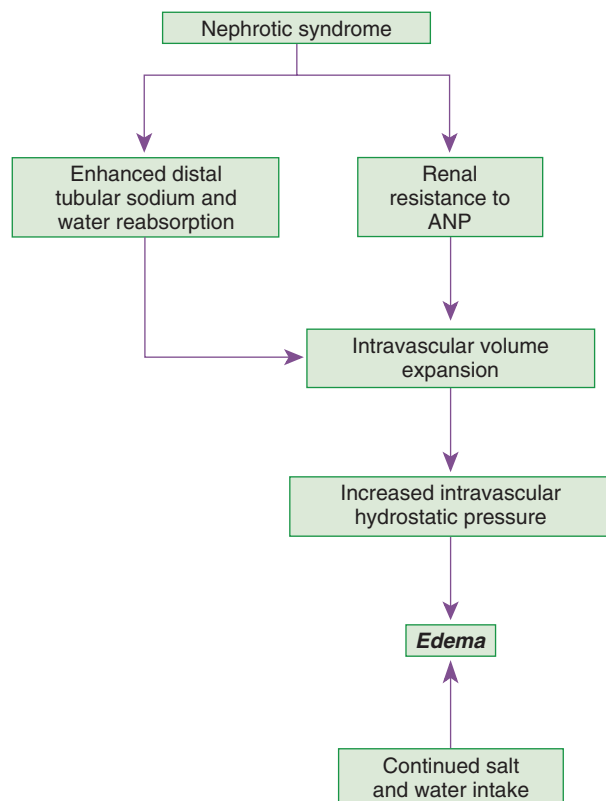 Nephrotic syndrome
Enhanced distal
tubular sodium and
water reabsorption
Renal
resistance to
ANP
Intravascular volume
expansion
Increased intravascular
hydrostatic pressure
Edema
Continued salt
and water intake